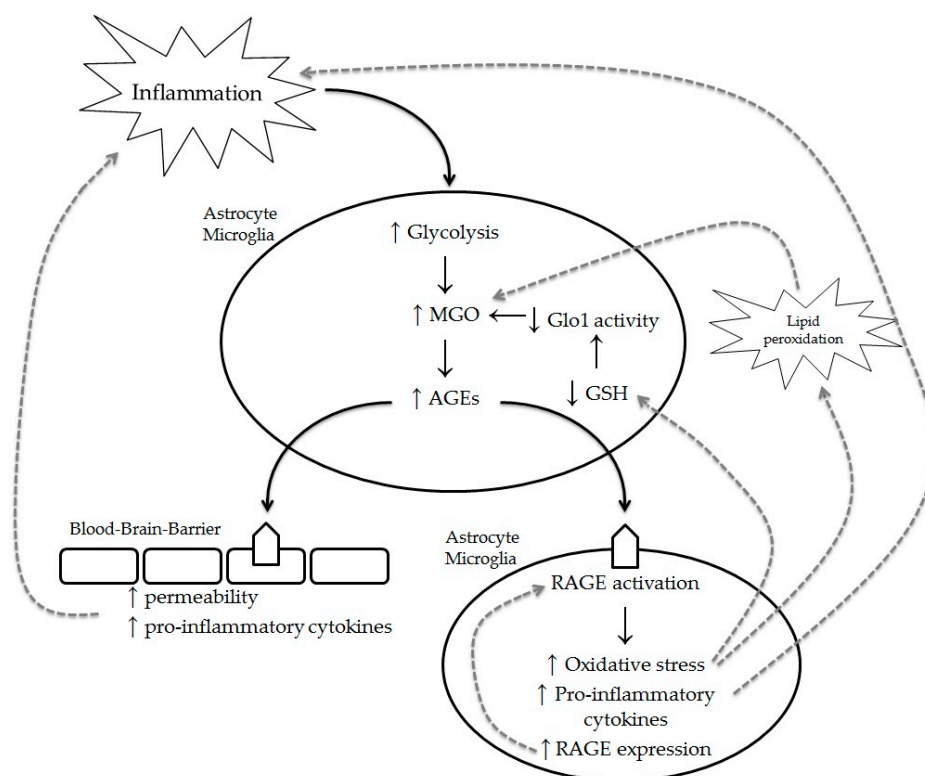 Inflammation
Astrocyte
Microglia
↑ Glycolysis
↑ MGO
↓ Glo1 activity
Lipid
peroxidation
↑ AGEs
↓ GSH
Blood-Brain-Barrier
↑ permeability
↑ pro-inflammatory cytokines
Astrocyte
Microglia
RAGE activation
↑ Oxidative stress
↑ Pro-inflammatory
cytokines
↑ RAGE expression